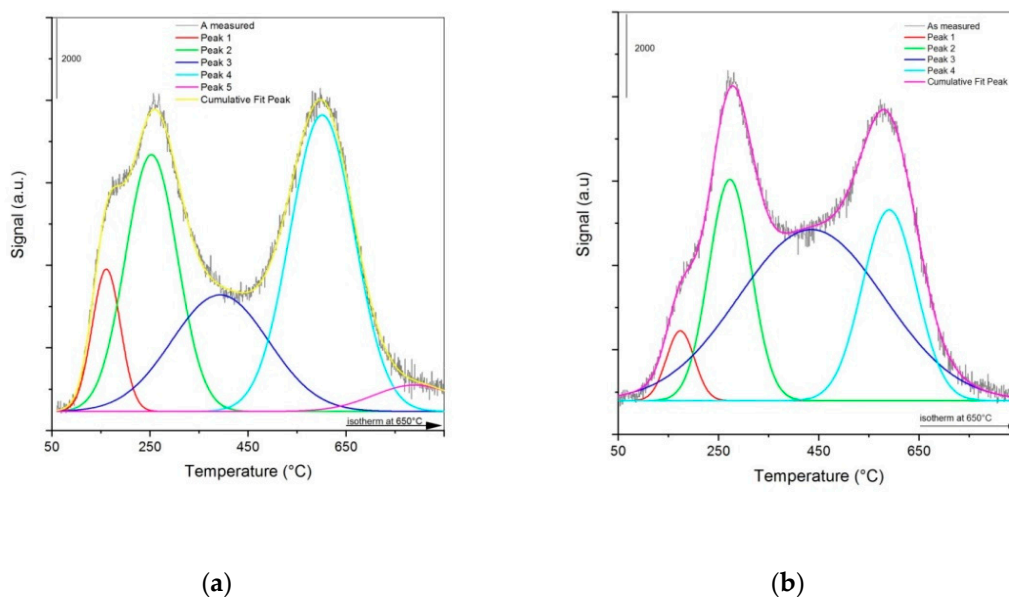 A measured
Peak 1
Peak 2
Peak 3
Peak 4
Peak 5
Cumulative Fit Peak
2000
Signal (a.u.)
isotherm at 650°C
50
250
450
650
Temperature (°C)
(a)
As measured
Peak 1
Peak 2
Peak 3
Peak 4
Cumulative Fit Peak
2000
Signal (a.u)
isotherm at 650°C
50
250
450
650
Temperature (°C)
(b)